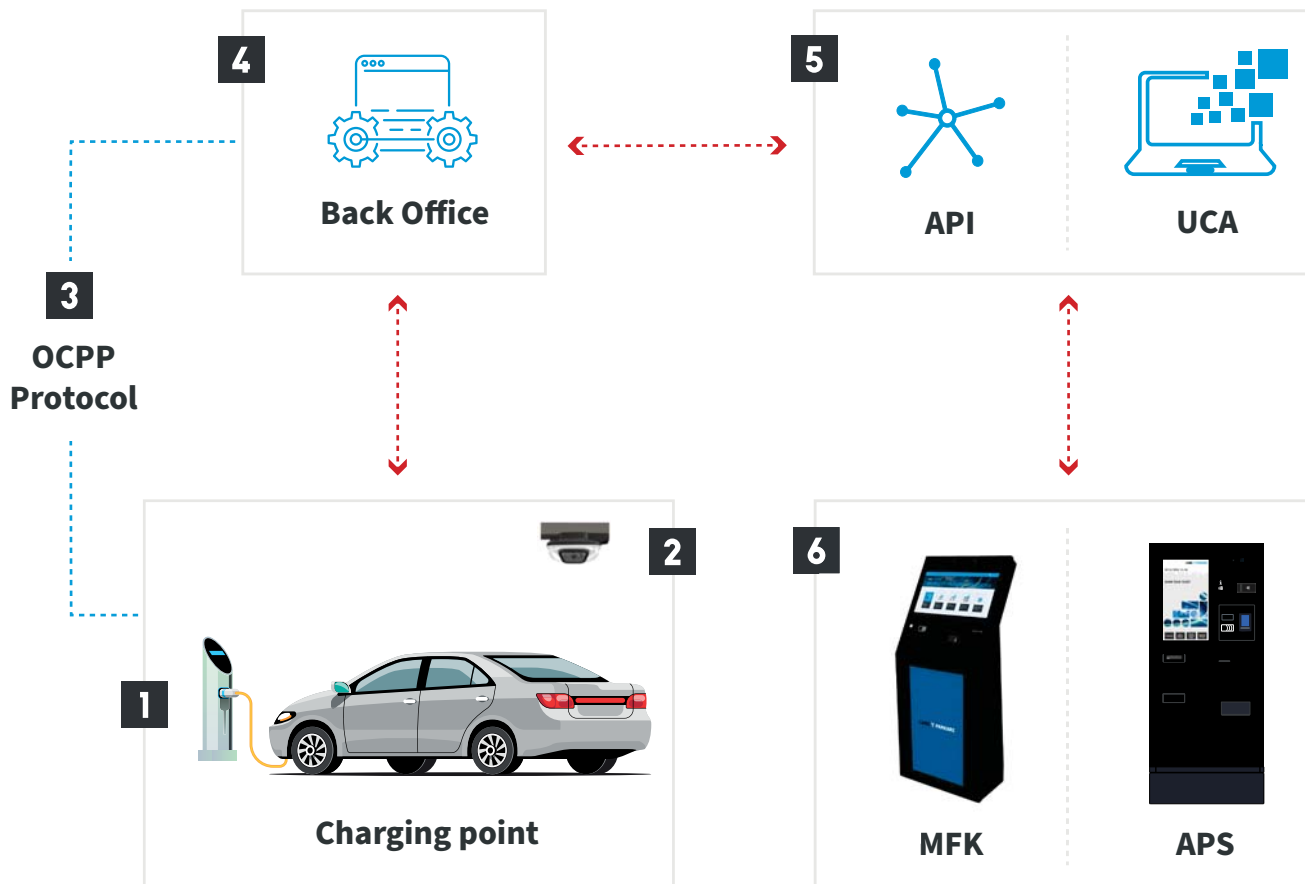 4
Back Office
5
API
UCA
3
OCPP
Protocol
1
2
Charging point
6
MFK
APS